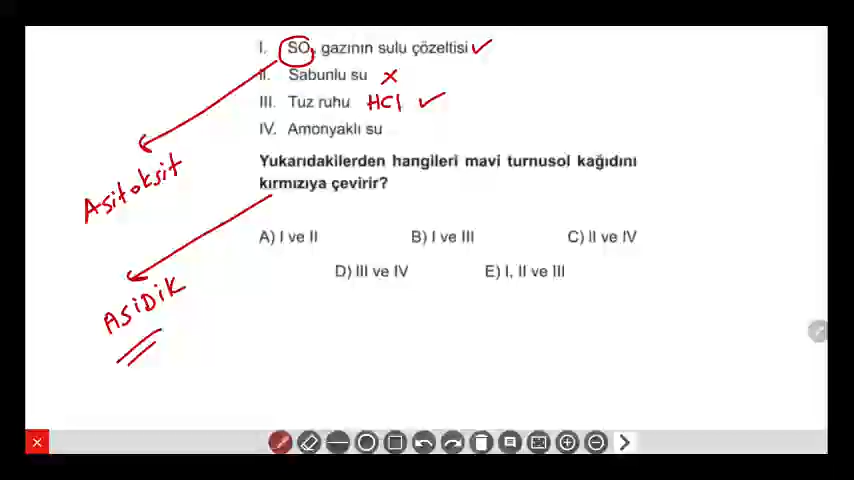 I. SO₂ gazının sulu çözeltisi ✓
II. Sabunlu su ✗
III. Tuz ruhu HCl ✓
IV. Amonyaklı su
Asitoksit
Yukarıdakilerden hangileri mavi turnusol kağıdını
kırmızıya çevirir?
ASİDİK
A) I ve II B) I ve III C) II ve IV
D) III ve IV E) I, II ve III